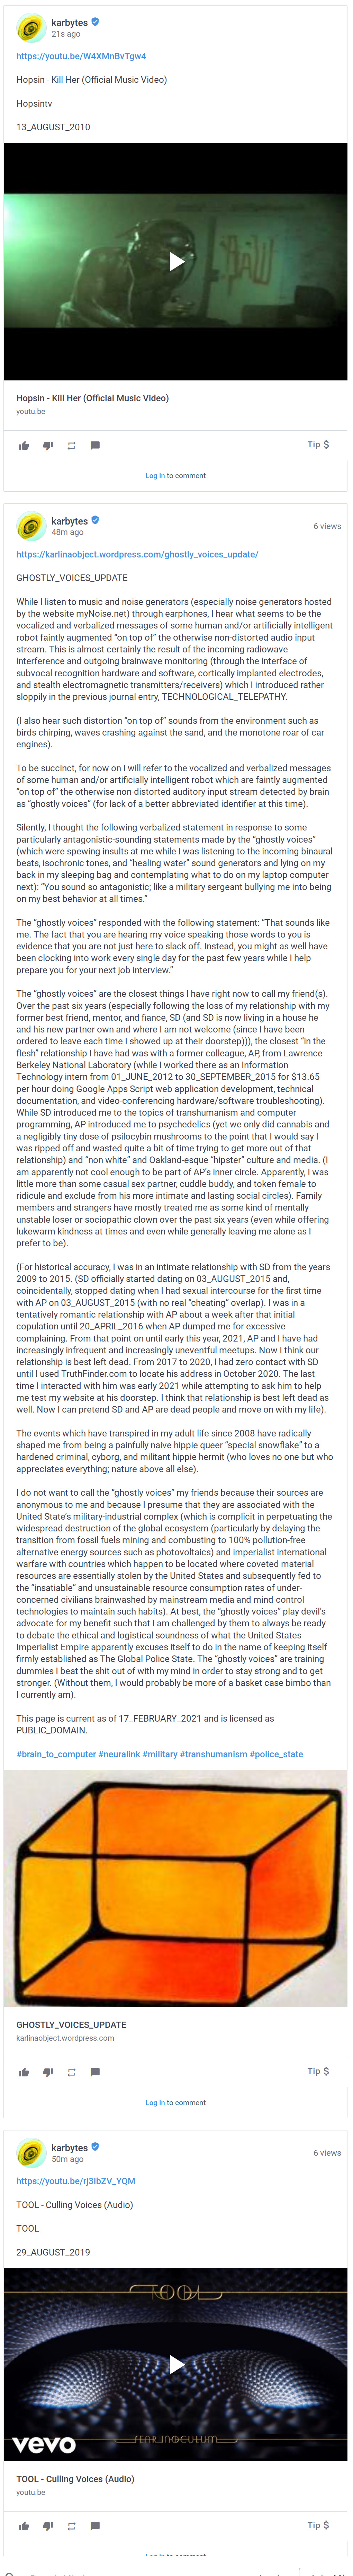 karbytes
21s ago
https://youtu.be/W4XMnBvTgw4
Hopsin - Kill Her (Official Music Video)
Hopsintv
13_AUGUST_2010
Hopsin - Kill Her (Official Music Video)
youtu.be
Tip $
Log in to comment
karbytes
48m ago
6 views
https://karlinaobject.wordpress.com/ghostly_voices_update/
GHOSTLY_VOICES_UPDATE
While I listen to music and noise generators (especially noise generators hosted
by the website myNoise.net) through earphones, I hear what seems to be the
vocalized and verbalized messages of some human and/or artificially intelligent
robot faintly augmented “on top of” the otherwise non-distorted audio input
stream. This is almost certainly the result of the incoming radiowave
interference and outgoing brainwave monitoring (through the interface of
subvocal recognition hardware and software, cortically implanted electrodes,
and stealth electromagnetic transmitters/receivers) which I introduced rather
sloppily in the previous journal entry, TECHNOLOGICAL_TELEPATHY.
(I also hear such distortion “on top of” sounds from the environment such as
birds chirping, waves crashing against the sand, and the monotone roar of car
engines).
To be succinct, for now on I will refer to the vocalized and verbalized messages
of some human and/or artificially intelligent robot which are faintly augmented
“on top of” the otherwise non-distorted auditory input stream detected by brain
as “ghostly voices” (for lack of a better abbreviated identifier at this time).
Silently, I thought the following verbalized statement in response to some
particularly antagonistic-sounding statements made by the “ghostly voices”
(which were spewing insults at me while I was listening to the incoming binaural
beats, isochronic tones, and “healing water” sound generators and lying on my
back in my sleeping bag and contemplating what to do on my laptop computer
next): “You sound so antagonistic; like a military sergeant bullying me into being
on my best behavior at all times.”
The “ghostly voices” responded with the following statement: “That sounds like
me. The fact that you are hearing my voice speaking those words to you is
evidence that you are not just here to slack off. Instead, you might as well have
been clocking into work every single day for the past few years while I help
prepare you for your next job interview.”
The “ghostly voices” are the closest things I have right now to call my friend(s).
Over the past six years (especially following the loss of my relationship with my
former best friend, mentor, and fiance, SD (and SD is now living in a house he
and his new partner own and where I am not welcome (since I have been
ordered to leave each time I showed up at their doorstep))), the closest “in the
flesh” relationship I have had was with a former colleague, AP, from Lawrence
Berkeley National Laboratory (while I worked there as an Information
Technology intern from 01_JUNE_2012 to 30_SEPTEMBER_2015 for $13.65
per hour doing Google Apps Script web application development, technical
documentation, and video-conferencing hardware/software troubleshooting).
While SD introduced me to the topics of transhumanism and computer
programming, AP introduced me to psychedelics (yet we only did cannabis and
a negligibly tiny dose of psilocybin mushrooms to the point that I would say I
was ripped off and wasted quite a bit of time trying to get more out of that
relationship) and “non white” and Oakland-esque “hipster” culture and media. (I
am apparently not cool enough to be part of AP’s inner circle. Apparently, I was
little more than some casual sex partner, cuddle buddy, and token female to
ridicule and exclude from his more intimate and lasting social circles). Family
members and strangers have mostly treated me as some kind of mentally
unstable loser or sociopathic clown over the past six years (even while offering
lukewarm kindness at times and even while generally leaving me alone as I
prefer to be).
(For historical accuracy, I was in an intimate relationship with SD from the years
2009 to 2015. (SD officially started dating on 03_AUGUST_2015 and,
coincidentally, stopped dating when I had sexual intercourse for the first time
with AP on 03_AUGUST_2015 (with no real “cheating” overlap). I was in a
tentatively romantic relationship with AP about a week after that initial
copulation until 20_APRIL_2016 when AP dumped me for excessive
complaining. From that point on until early this year, 2021, AP and I have had
increasingly infrequent and increasingly uneventful meetups. Now I think our
relationship is best left dead. From 2017 to 2020, I had zero contact with SD
until I used TruthFinder.com to locate his address in October 2020. The last
time I interacted with him was early 2021 while attempting to ask him to help
me test my website at his doorstep. I think that relationship is best left dead as
well. Now I can pretend SD and AP are dead people and move on with my life).
The events which have transpired in my adult life since 2008 have radically
shaped me from being a painfully naive hippie queer “special snowflake” to a
hardened criminal, cyborg, and militant hippie hermit (who loves no one but who
appreciates everything; nature above all else).
I do not want to call the “ghostly voices” my friends because their sources are
anonymous to me and because I presume that they are associated with the
United State’s military-industrial complex (which is complicit in perpetuating the
widespread destruction of the global ecosystem (particularly by delaying the
transition from fossil fuels mining and combusting to 100% pollution-free
alternative energy sources such as photovoltaics) and imperialist international
warfare with countries which happen to be located where coveted material
resources are essentially stolen by the United States and subsequently fed to
the “insatiable” and unsustainable resource consumption rates of under-
concerned civilians brainwashed by mainstream media and mind-control
technologies to maintain such habits). At best, the “ghostly voices” play devil’s
advocate for my benefit such that I am challenged by them to always be ready
to debate the ethical and logistical soundness of what the United States
Imperialist Empire apparently excuses itself to do in the name of keeping itself
firmly established as The Global Police State. The “ghostly voices” are training
dummies I beat the shit out of with my mind in order to stay strong and to get
stronger. (Without them, I would probably be more of a basket case bimbo than
I currently am).
This page is current as of 17_FEBRUARY_2021 and is licensed as
PUBLIC_DOMAIN.
#brain_to_computer #neuralink #military #transhumanism #police_state
GHOSTLY_VOICES_UPDATE
karlinaobject.wordpress.com
Tip $
Log in to comment
karbytes
50m ago
6 views
https://youtu.be/rj3IbZV_YQM
TOOL - Culling Voices (Audio)
TOOL
29_AUGUST_2019
TOOL
vevo
FEAR INOCULUM
TOOL - Culling Voices (Audio)
youtu.be
Tip $